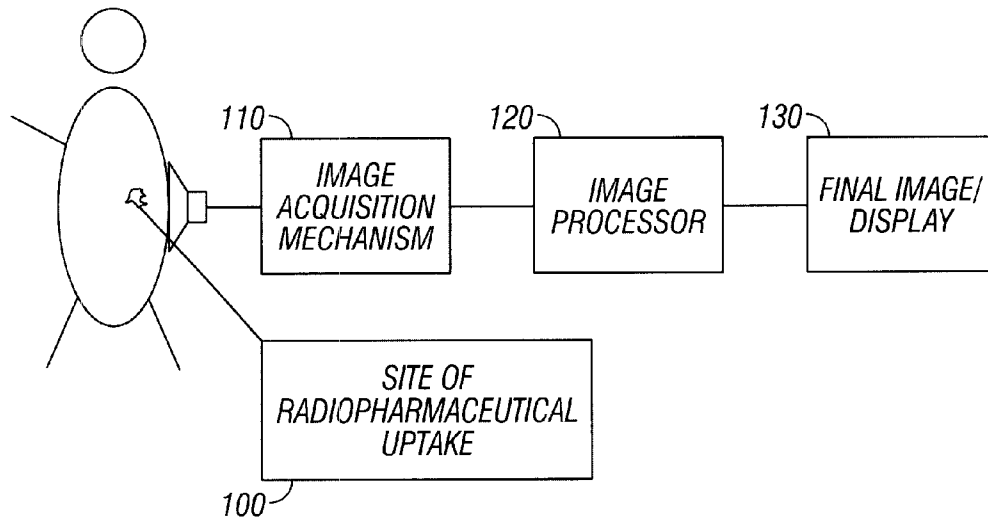 110
IMAGE
ACQUISITION
MECHANISM
120
IMAGE
PROCESSOR
130
FINAL IMAGE/
DISPLAY
SITE OF
RADIOPHARMACEUTICAL
UPTAKE
100